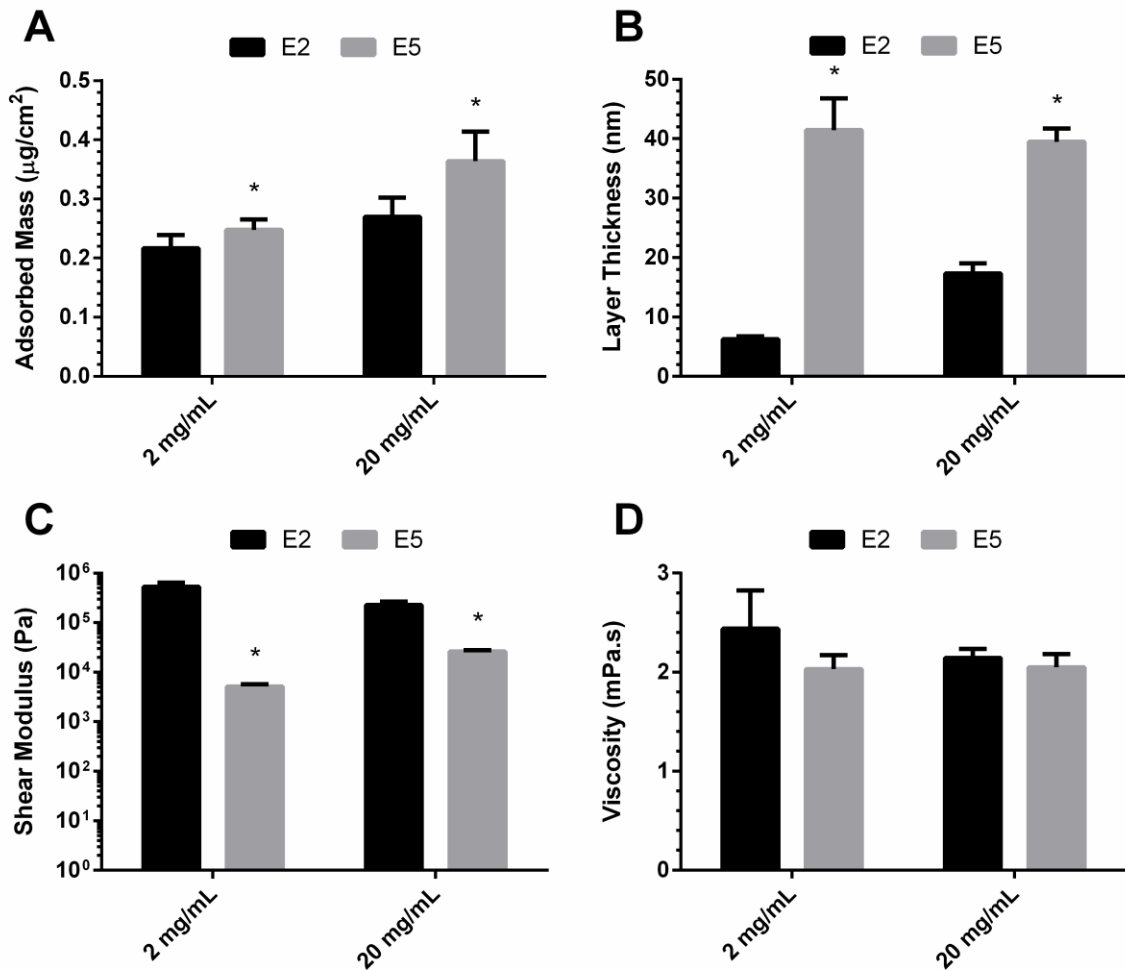 A
E2 E5
Adsorbed Mass (μg/cm²)
0.5
0.4
0.3
0.2
0.1
0.0
*
*
2 mg/mL
20 mg/mL
B
E2 E5
Layer Thickness (nm)
50
40
30
20
10
0
*
*
2 mg/mL
20 mg/mL
C
E2 E5
Shear Modulus (Pa)
10⁶
10⁵
10⁴
10³
10²
10¹
10⁰
*
*
2 mg/mL
20 mg/mL
D
E2 E5
Viscosity (mPa.s)
3
2
1
0
2 mg/mL
20 mg/mL